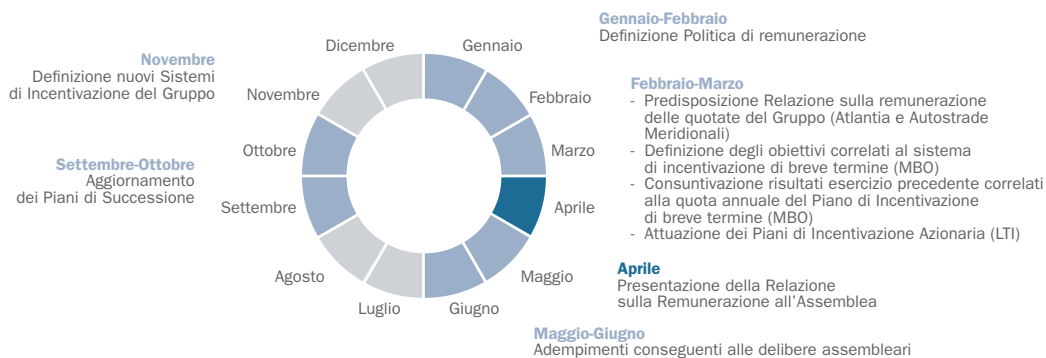 Gennaio-Febbraio
Definizione Politica di remunerazione
Dicembre
Gennaio
Novembre
Definizione nuovi Sistemi
di Incentivazione del Gruppo
Novembre
Febbraio
Febbraio-Marzo
- Predisposizione Relazione sulla remunerazione
delle quotate del Gruppo (Atlantia e Autostrade
Meridionali)
- Definizione degli obiettivi correlati al sistema
di incentivazione di breve termine (MBO)
- Consuntivazione risultati esercizio precedente correlati
alla quota annuale del Piano di Incentivazione
di breve termine (MBO)
- Attuazione dei Piani di Incentivazione Azionaria (LTI)
Ottobre
Marzo
Settembre-Ottobre
Aggiornamento
dei Piani di Successione
Settembre
Aprile
Agosto
Maggio
Aprile
Presentazione della Relazione
sulla Remunerazione all'Assemblea
Luglio
Giugno
Maggio-Giugno
Adempimenti conseguenti alle delibere assembleari